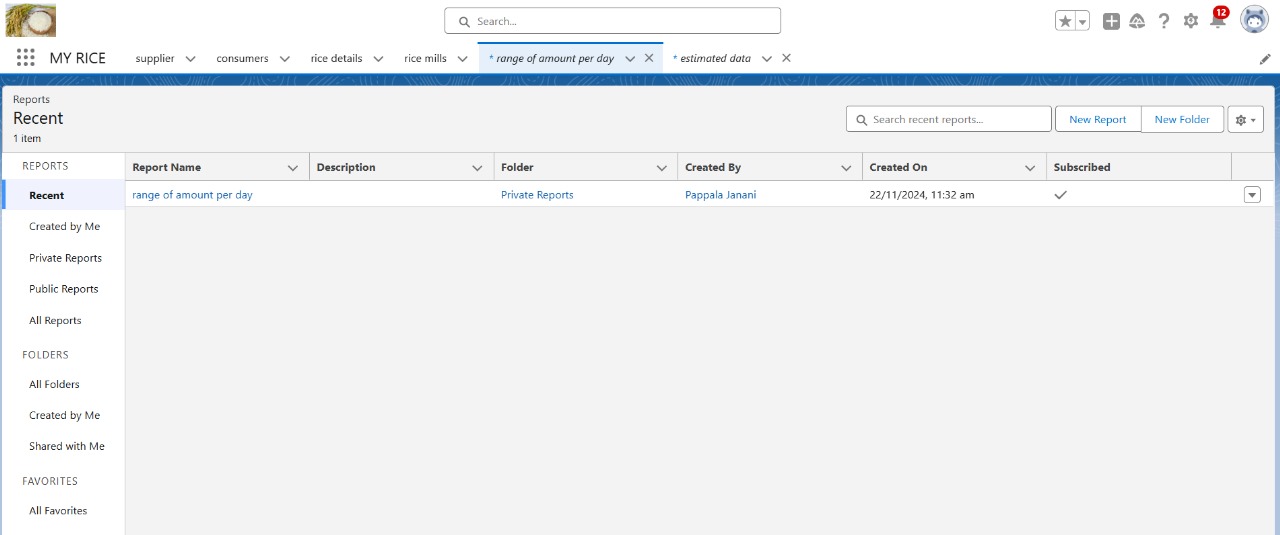 Search...
12
MY RICE
supplier
consumers
rice details
rice mills
* range of amount per day
* estimated data
Reports
Recent
1 item
Search recent reports...
New Report
New Folder
REPORTS
Report Name
Description
Folder
Created By
Created On
Subscribed
Recent
range of amount per day
Private Reports
Pappala Janani
22/11/2024, 11:32 am
Created by Me
Private Reports
Public Reports
All Reports
FOLDERS
All Folders
Created by Me
Shared with Me
FAVORITES
All Favorites